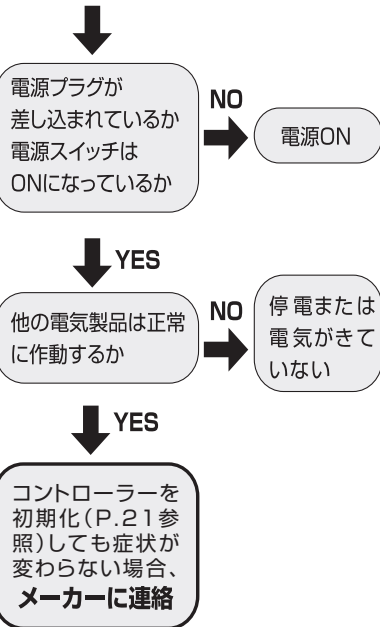 電源プラグが
差し込まれているか
電源スイッチは
ONになっているか
NO
電源ON
YES
他の電気製品は正常
に作動するか
NO
停電または
電気がきて
いない
YES
コントローラーを
初期化(P.21参
照)しても症状が
変わらない場合、
メーカーに連絡